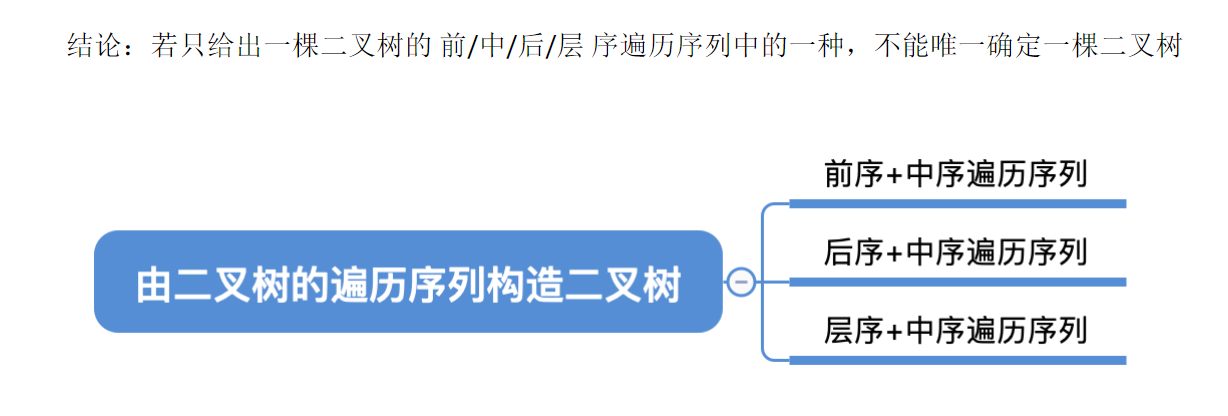 结论：若只给出一棵二叉树的 前/中/后/层 序遍历序列中的一种，不能唯一确定一棵二叉树
前序+中序遍历序列
由二叉树的遍历序列构造二叉树
后序+中序遍历序列
层序+中序遍历序列